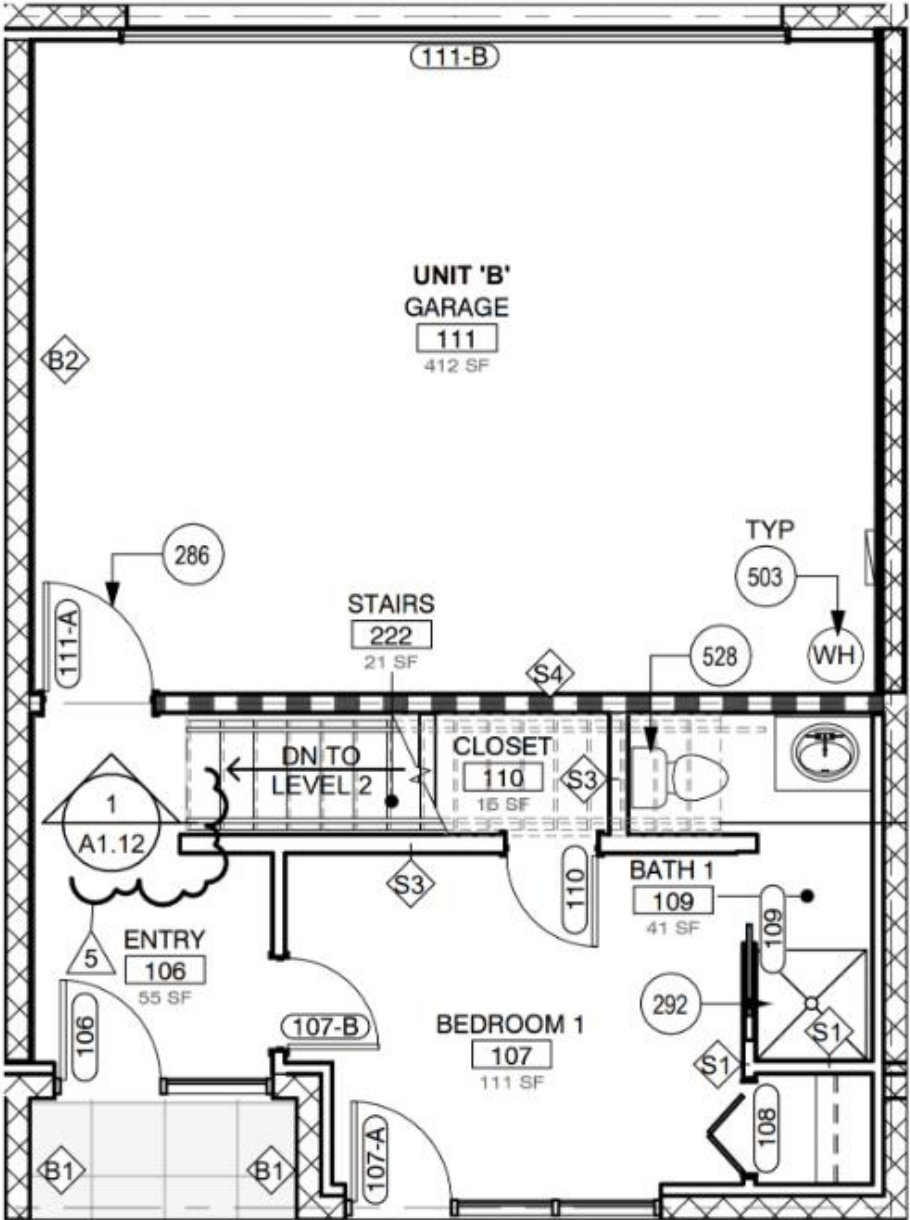 111-B
UNIT 'B'
GARAGE
111
412 SF
B2
286
TYP
503
111-A
STAIRS
222
21 SF
528
WH
S4
DN TO
LEVEL 2
CLOSET
110
15 SF
S3
1
A1.12
S3
110
BATH 1
109
41 SF
109
5
ENTRY
106
55 SF
106
107-B
BEDROOM 1
107
111 SF
292
S1
S1
108
107-A
B1
B1